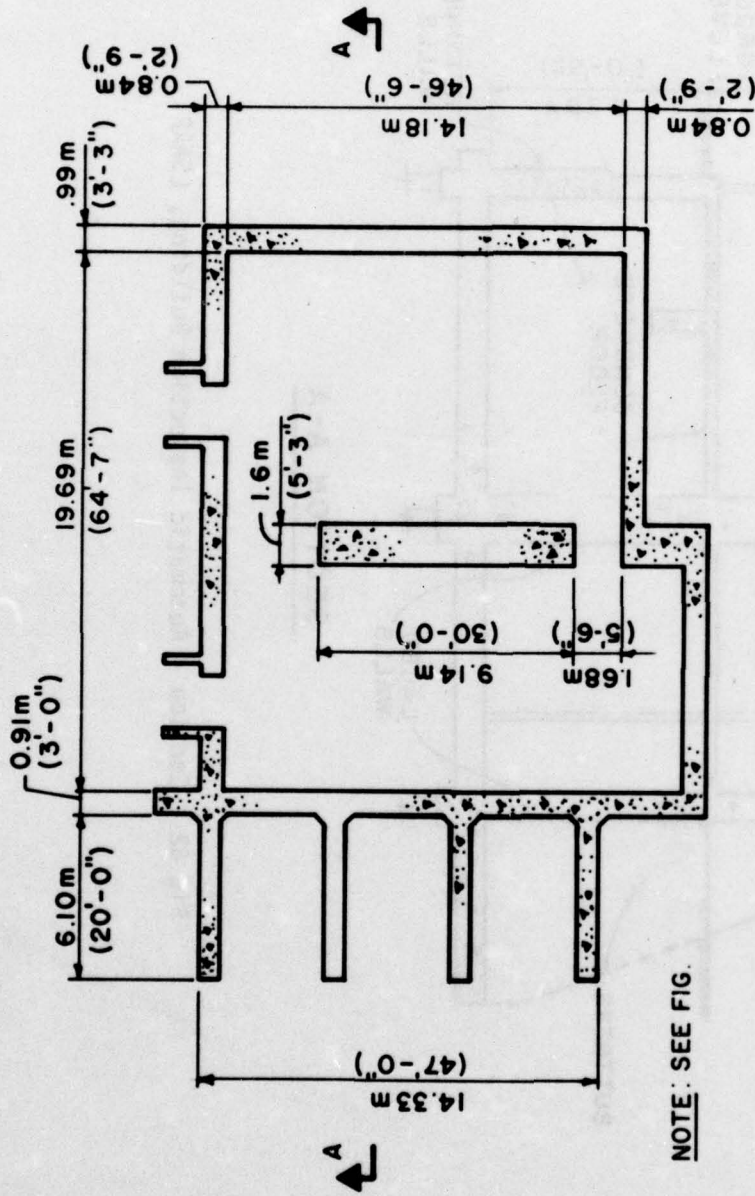 .99m
(3'-3")
19.69m
(64'-7")
0.91m
(3'-0")
6.10m
(20'-0")
A
0.84m
(2'-9")
14.18m
(46'-6")
0.84m
(2'-9")
1.6m
(5'-3")
9.14m
(30'-0")
1.68m
(5'-6")
14.33m
(47'-0")
A
NOTE: SEE FIG.